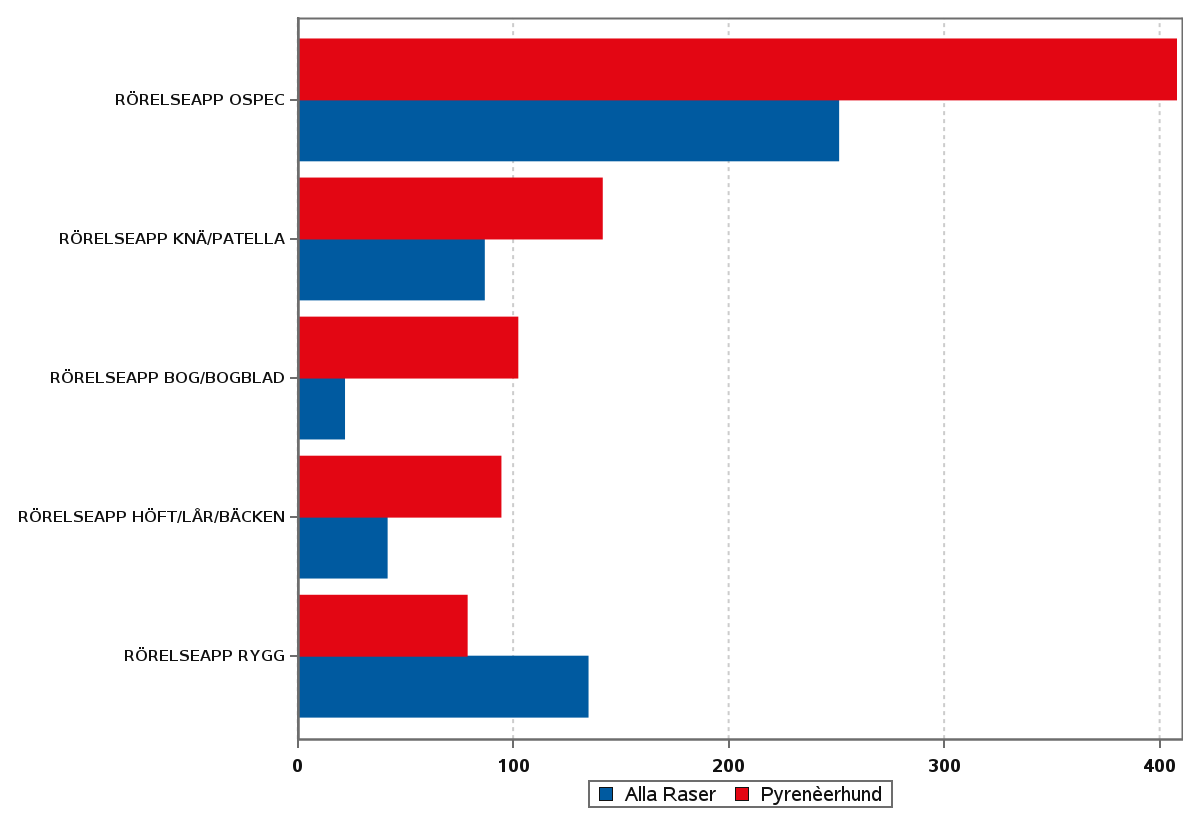 RÖRELSEAPP OSPEC
RÖRELSEAPP KNÄ/PATELLA
RÖRELSEAPP BOG/BOGBLAD
RÖRELSEAPP HÖFT/LÅR/BÄCKEN
RÖRELSEAPP RYGG
0 100 200 300 400
Alla Raser Pyrenèerhund